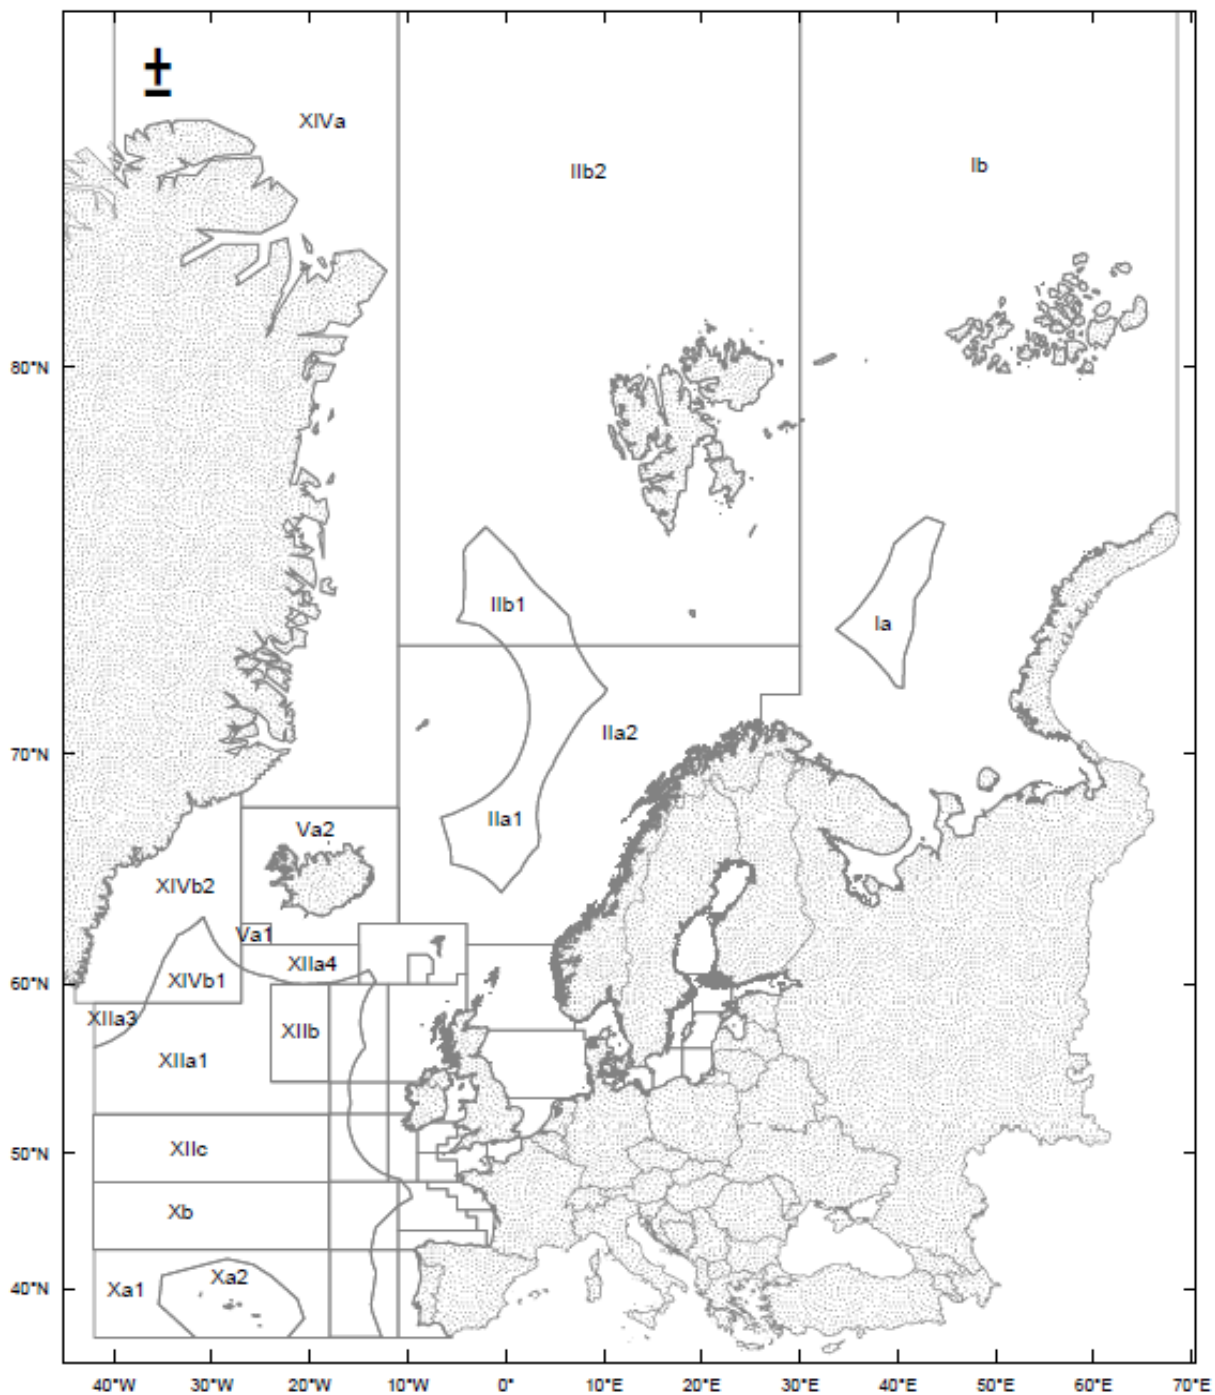 ±
XIVa
IIb2
Ib
80°N
IIb1
Ia
70°N
IIa2
IIa1
Va2
XIVb2
Va1
XIIa4
XIVb1
60°N
XIIa3
XIIb
XIIa1
XIIc
50°N
Xb
Xa2
Xa1
40°N
40°W 30°W 20°W 10°W 0° 10°E 20°E 30°E 40°E 50°E 60°E 70°E